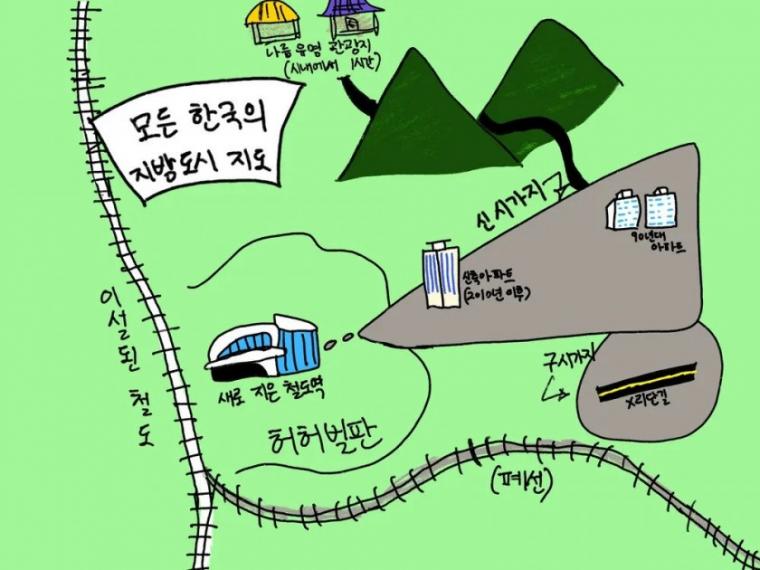 나름 유명 관광지
(시내에서 1시간)
모든 한국의
지방도시 지도
신시가지
90년대
아파트
신축아파트
(2010년 이후)
이설된 철도
구시가지
X리단길
새로 지은 철도역
허허벌판
(폐선)